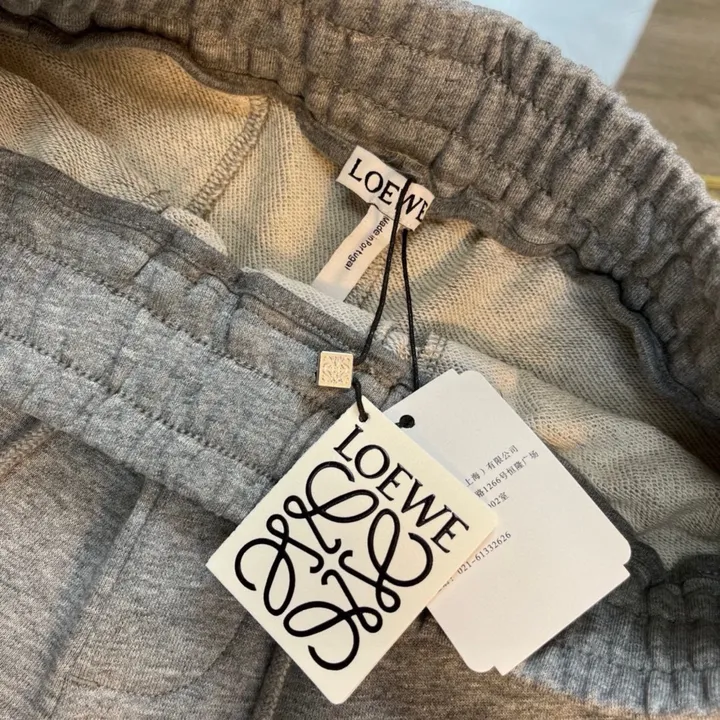 LOEWE
Made in Portugal
LOEWE
上海）有限公司
路1266号恒隆广场
402室
021-61332626